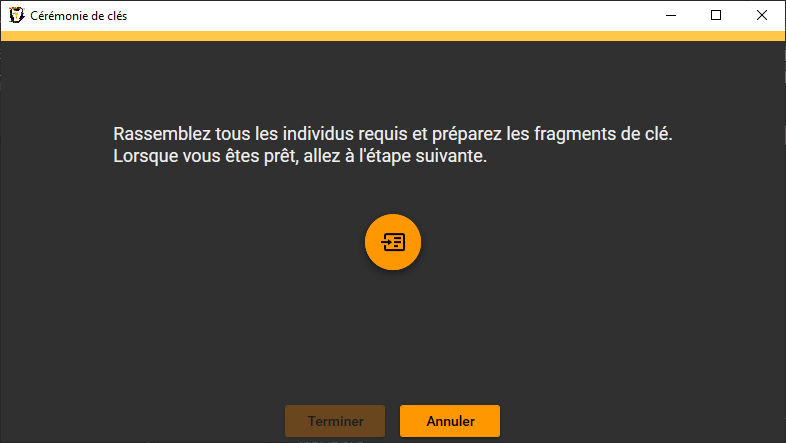 Cérémonie de clés
Rassemblez tous les individus requis et préparez les fragments de clé.
Lorsque vous êtes prêt, allez à l'étape suivante.
Terminer
Annuler